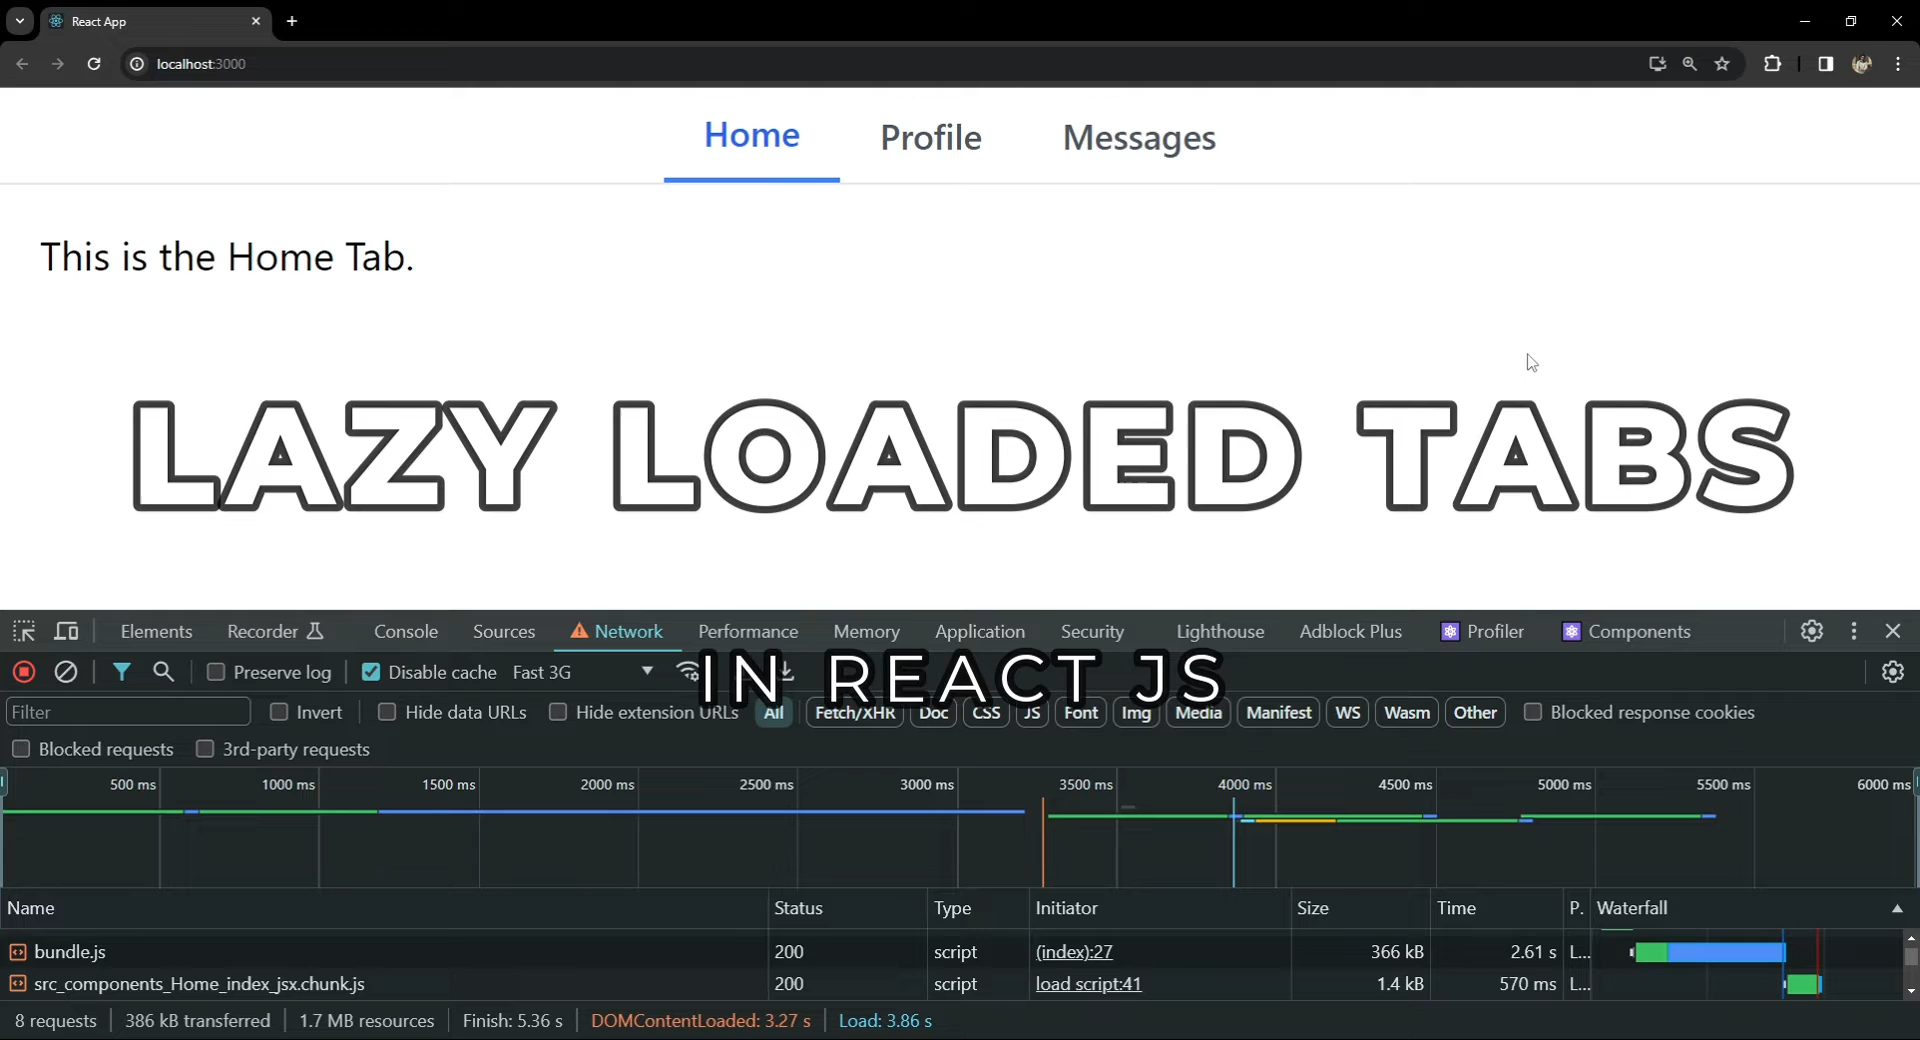 React App
localhost:3000
Home Profile Messages
This is the Home Tab.
LAZY LOADED TABS
IN REACT JS
Elements Recorder Console Sources Network Performance Memory Application Security Lighthouse Adblock Plus Profiler Components
Preserve log Disable cache Fast 3G
Filter Invert Hide data URLs Hide extension URLs All Fetch/XHR Doc CSS JS Font Img Media Manifest WS Wasm Other Blocked response cookies
Blocked requests 3rd-party requests
500 ms 1000 ms 1500 ms 2000 ms 2500 ms 3000 ms 3500 ms 4000 ms 4500 ms 5000 ms 5500 ms 6000 ms
Name Status Type Initiator Size Time P. Waterfall
bundle.js 200 script (index):27 366 kB 2.61 s L...
src_components_Home_index_jsx.chunk.js 200 script load script:41 1.4 kB 570 ms L...
8 requests 386 kB transferred 1.7 MB resources Finish: 5.36 s DOMContentLoaded: 3.27 s Load: 3.86 s